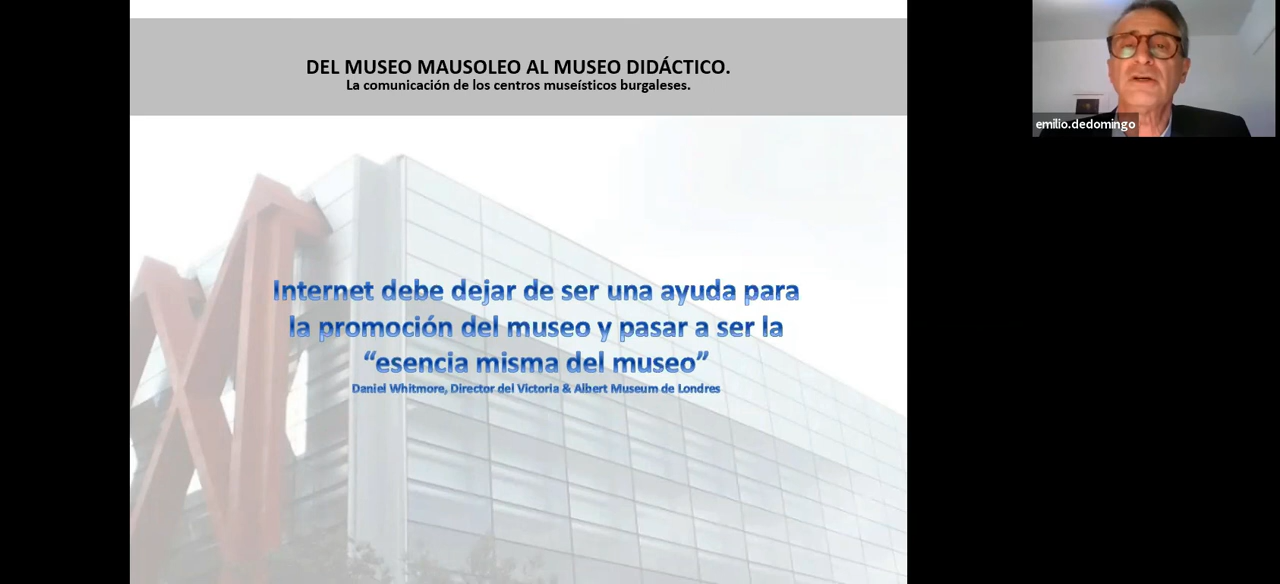 DEL MUSEO MAUSOLEO AL MUSEO DIDÁCTICO.
La comunicación de los centros museísticos burgaleses.
emilio.dedomingo
Internet debe dejar de ser una ayuda para
la promoción del museo y pasar a ser la
“esencia misma del museo”
Daniel Whitmore, Director del Victoria & Albert Museum de Londres